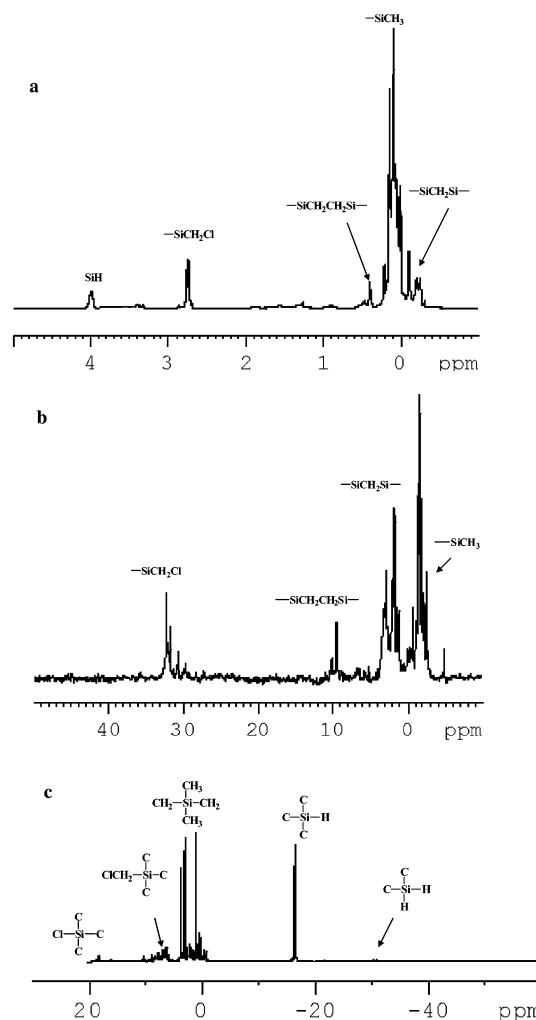 —SiCH₃
a
—SiCH₂CH₂Si—
—SiCH₂Si—
—SiCH₂Cl
SiH
4 3 2 1 0 ppm
b
—SiCH₂Si—
—SiCH₃
—SiCH₂Cl
—SiCH₂CH₂Si—
40 30 20 10 0 ppm
c
CH₃
CH₂—Si—CH₂
CH₃
C
C—Si—H
C
C
ClCH₂—Si—C
C
C
C—Si—H
H
C
Cl—Si—C
C
20 0 -20 -40 ppm